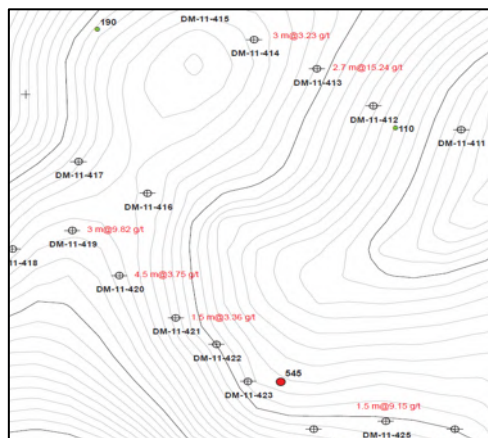 DM-11-415
190
3 m@3.23 g/t
DM-11-414
2.7 m@15.24 g/t
DM-11-413
DM-11-412
110
DM-11-411
DM-11-417
DM-11-416
3 m@9.82 g/t
DM-11-419
11-418
4.5 m@3.75 g/t
DM-11-420
1.5 m@3.36 g/t
DM-11-421
DM-11-422
545
DM-11-423
1.5 m@9.15 g/t
DM-11-425